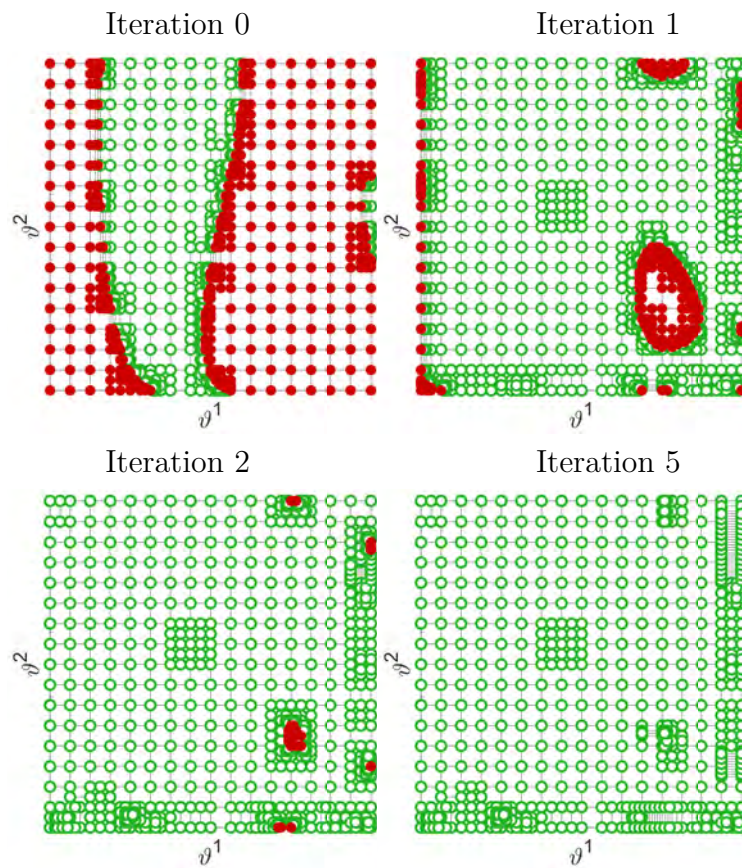 Iteration 0
Iteration 1
ϑ2
ϑ2
ϑ1
ϑ1
Iteration 2
Iteration 5
ϑ2
ϑ2
ϑ1
ϑ1